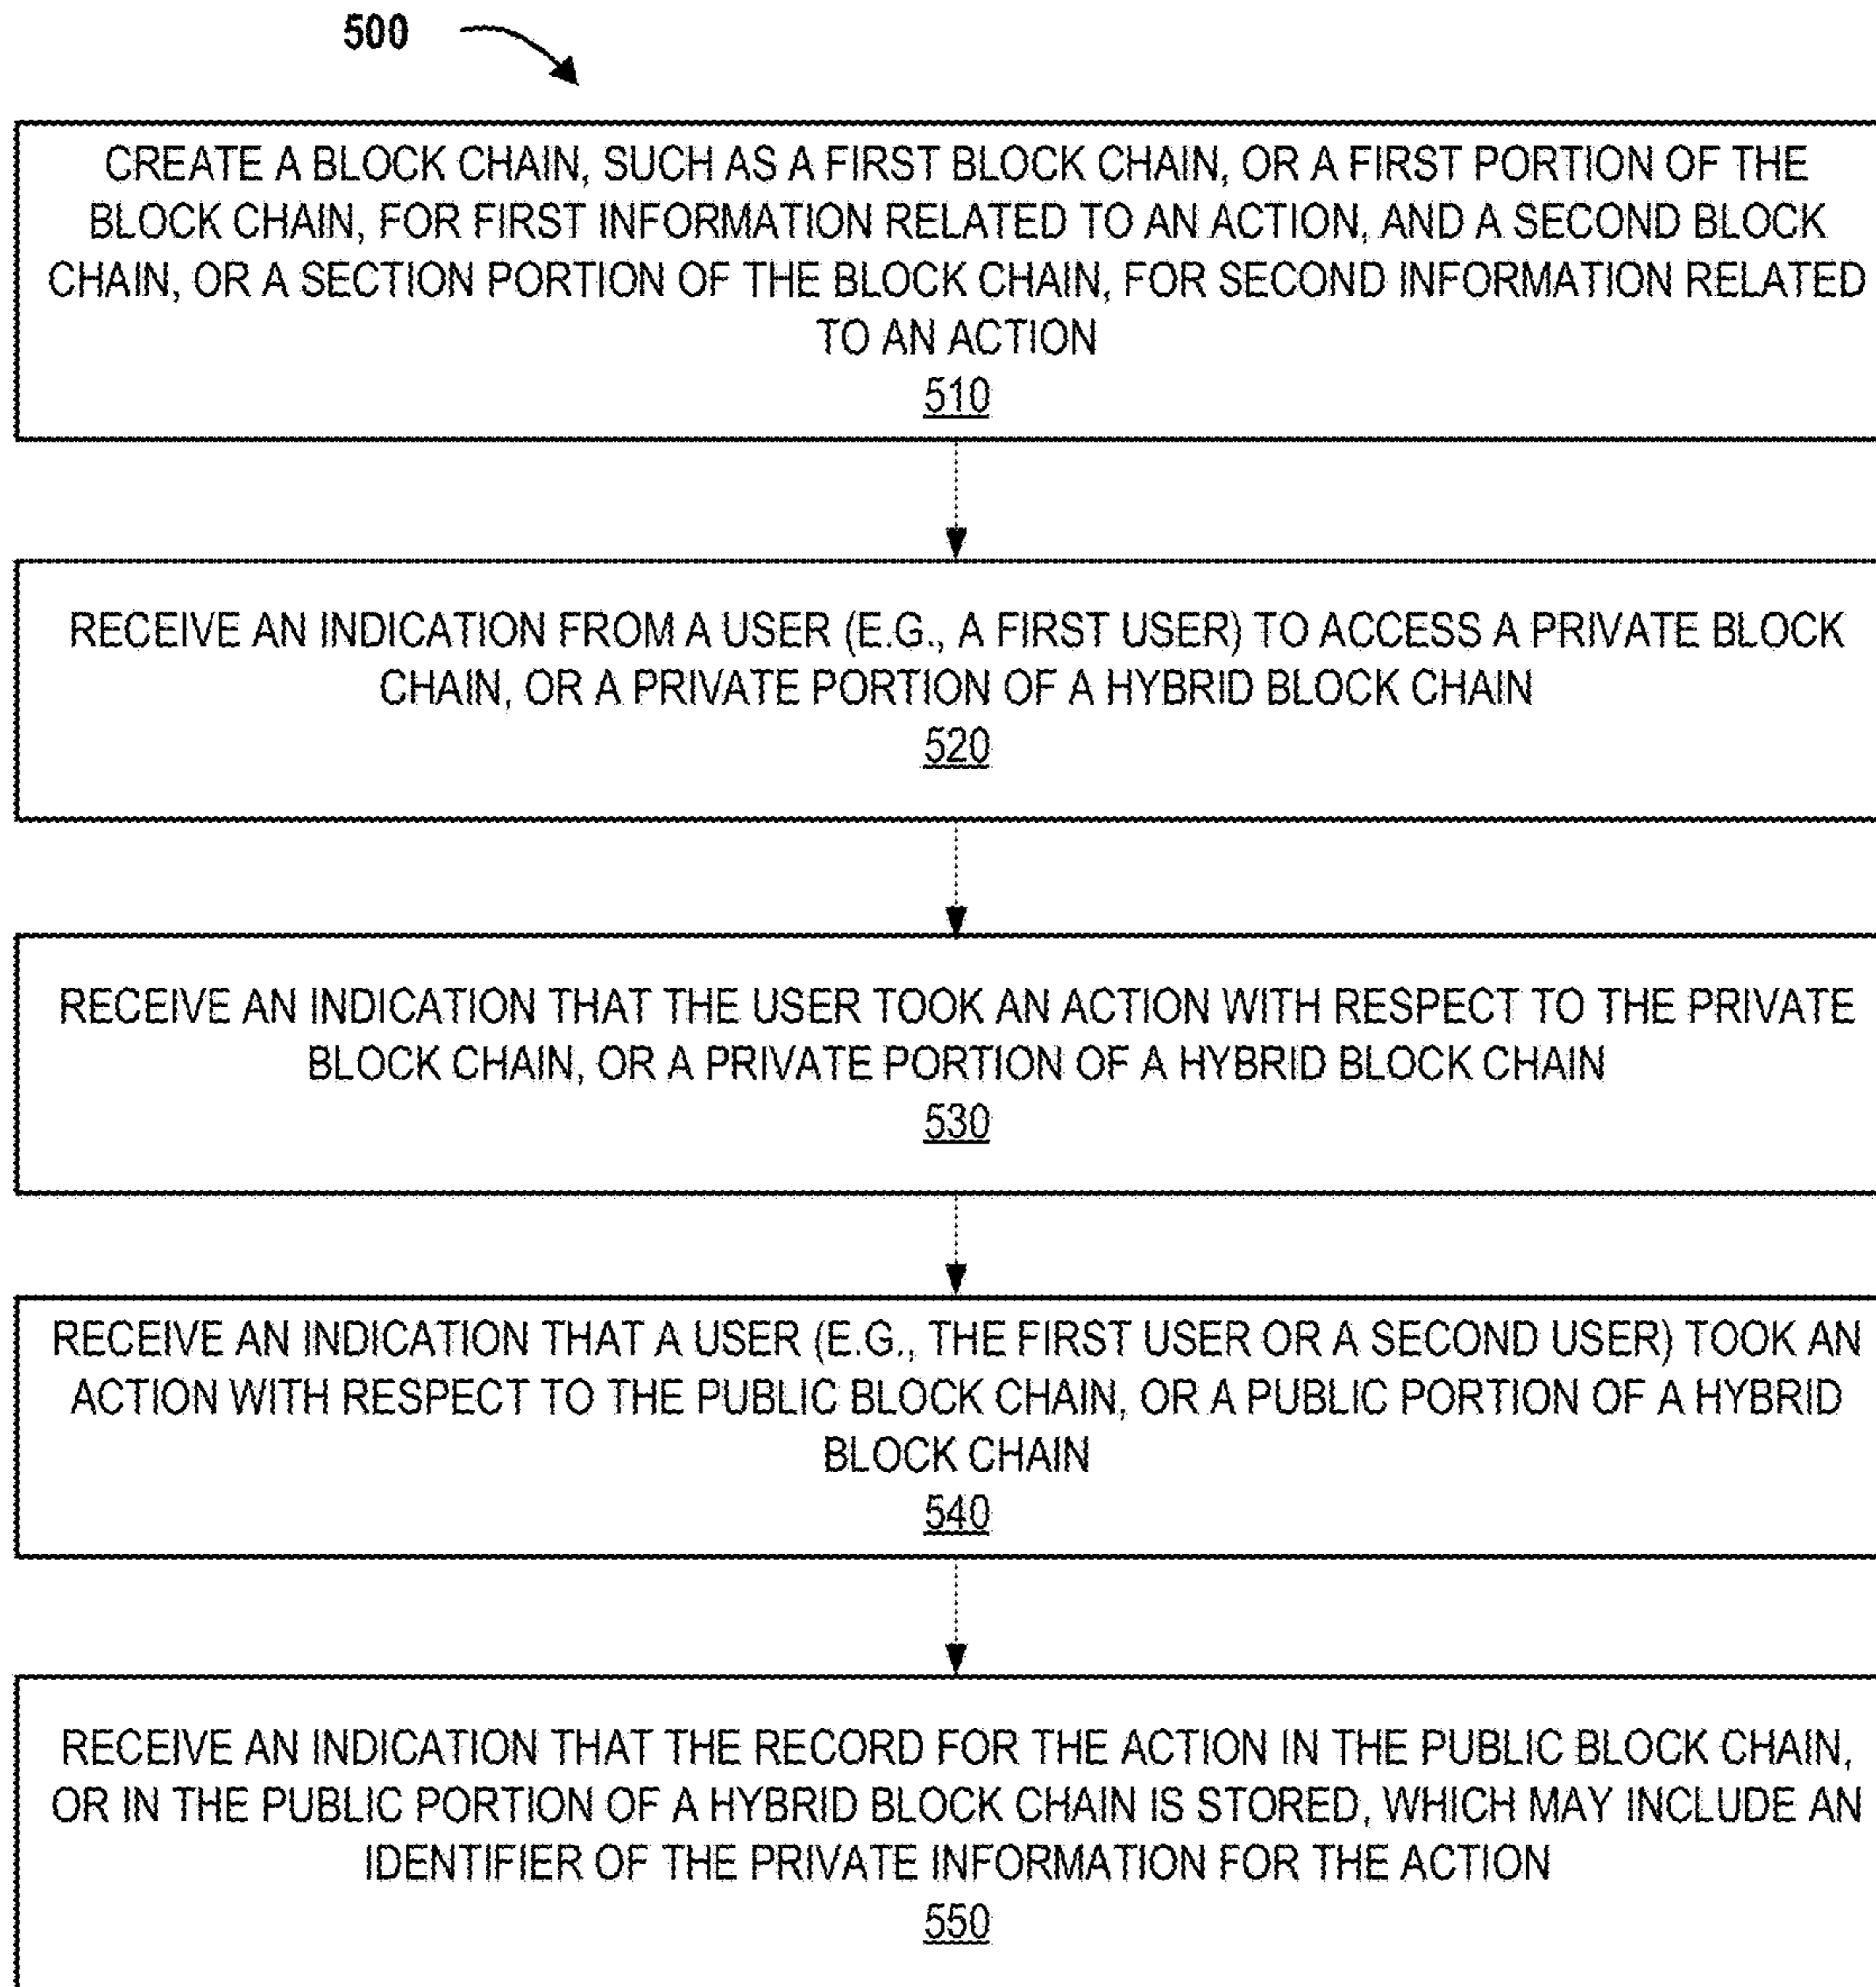 500
CREATE A BLOCK CHAIN, SUCH AS A FIRST BLOCK CHAIN, OR A FIRST PORTION OF THE
BLOCK CHAIN, FOR FIRST INFORMATION RELATED TO AN ACTION, AND A SECOND BLOCK
CHAIN, OR A SECTION PORTION OF THE BLOCK CHAIN, FOR SECOND INFORMATION RELATED
TO AN ACTION
510
RECEIVE AN INDICATION FROM A USER (E.G., A FIRST USER) TO ACCESS A PRIVATE BLOCK
CHAIN, OR A PRIVATE PORTION OF A HYBRID BLOCK CHAIN
520
RECEIVE AN INDICATION THAT THE USER TOOK AN ACTION WITH RESPECT TO THE PRIVATE
BLOCK CHAIN, OR A PRIVATE PORTION OF A HYBRID BLOCK CHAIN
530
RECEIVE AN INDICATION THAT A USER (E.G., THE FIRST USER OR A SECOND USER) TOOK AN
ACTION WITH RESPECT TO THE PUBLIC BLOCK CHAIN, OR A PUBLIC PORTION OF A HYBRID
BLOCK CHAIN
540
RECEIVE AN INDICATION THAT THE RECORD FOR THE ACTION IN THE PUBLIC BLOCK CHAIN,
OR IN THE PUBLIC PORTION OF A HYBRID BLOCK CHAIN IS STORED, WHICH MAY INCLUDE AN
IDENTIFIER OF THE PRIVATE INFORMATION FOR THE ACTION
550